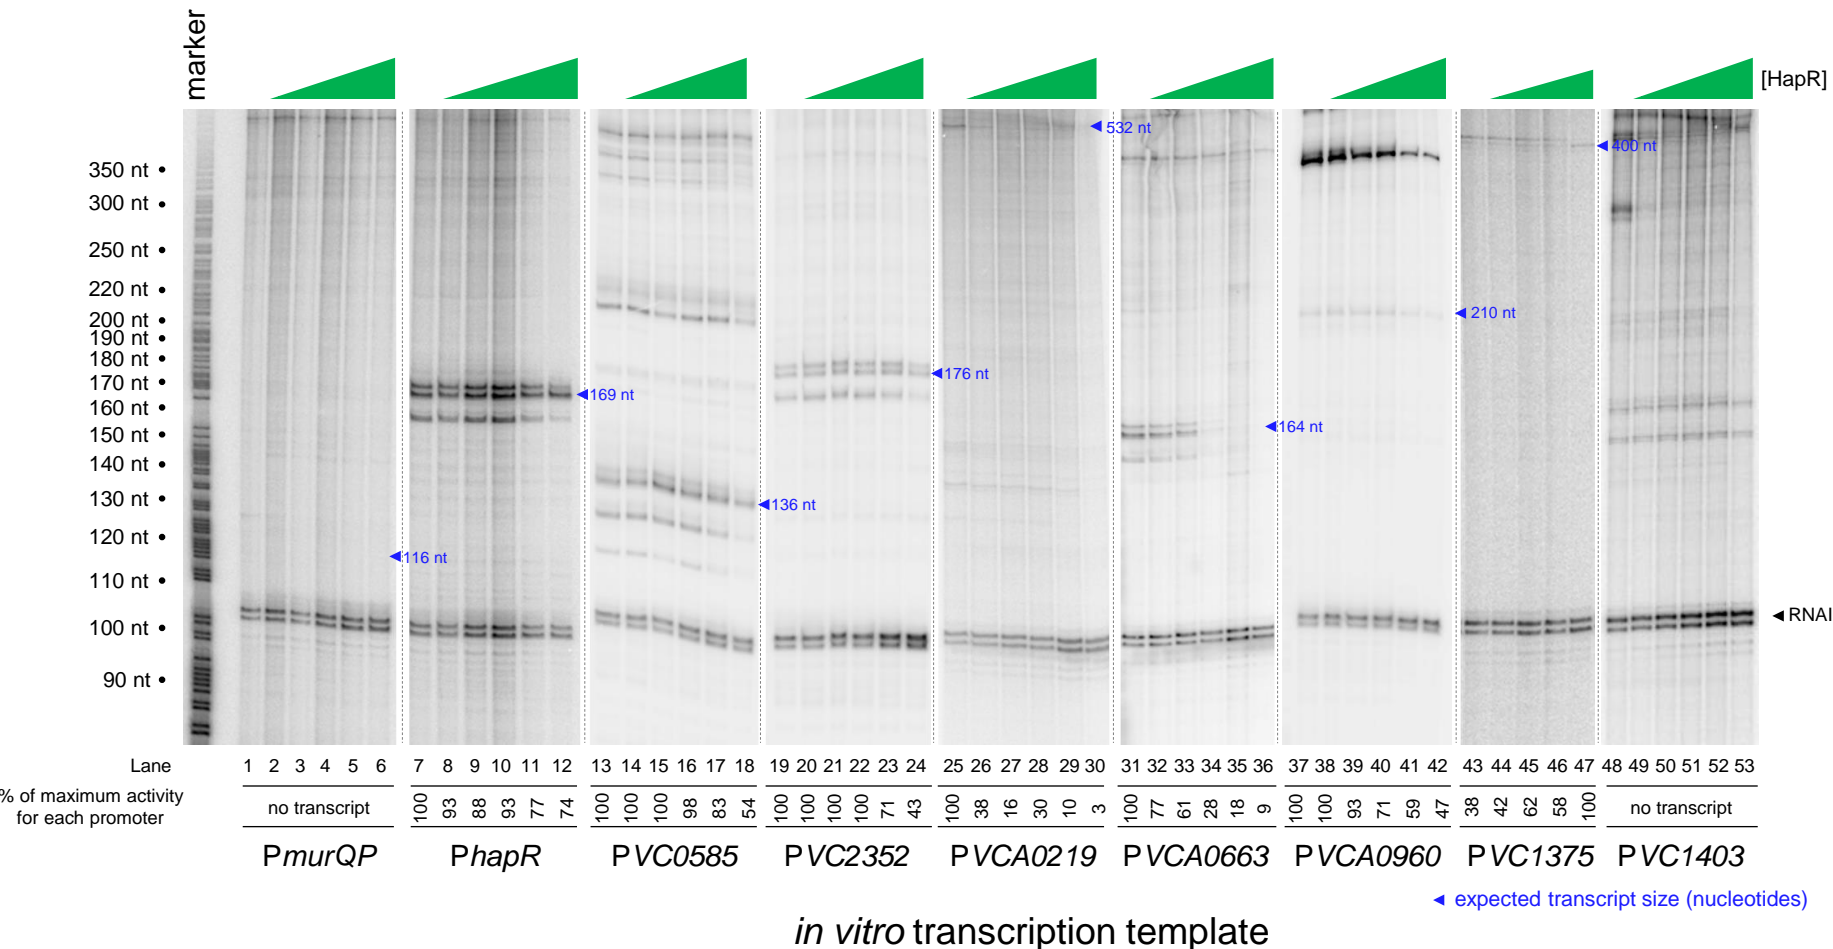 marker
[HapR]
350 nt •
300 nt •
250 nt •
220 nt •
200 nt •
190 nt •
180 nt •
170 nt •
160 nt •
150 nt •
140 nt •
130 nt •
120 nt •
110 nt •
100 nt •
90 nt •
◄116 nt
◄169 nt
◄136 nt
◄176 nt
◄532 nt
◄164 nt
◄210 nt
◄400 nt
◄RNAI
Lane 1 2 3 4 5 6 7 8 9 10 11 12 13 14 15 16 17 18 19 20 21 22 23 24 25 26 27 28 29 30 31 32 33 34 35 36 37 38 39 40 41 42 43 44 45 46 47 48 49 50 51 52 53
% of maximum activity
for each promoter
no transcript 100 93 88 93 77 74 100 100 100 98 83 54 100 100 100 100 71 43 100 38 16 30 10 3 100 77 61 28 18 9 100 100 93 71 59 47 38 42 62 58 100 no transcript
PmurQP PhapR PVC0585 PVC2352 PVCA0219 PVCA0663 PVCA0960 PVC1375 PVC1403
◄ expected transcript size (nucleotides)
in vitro transcription template